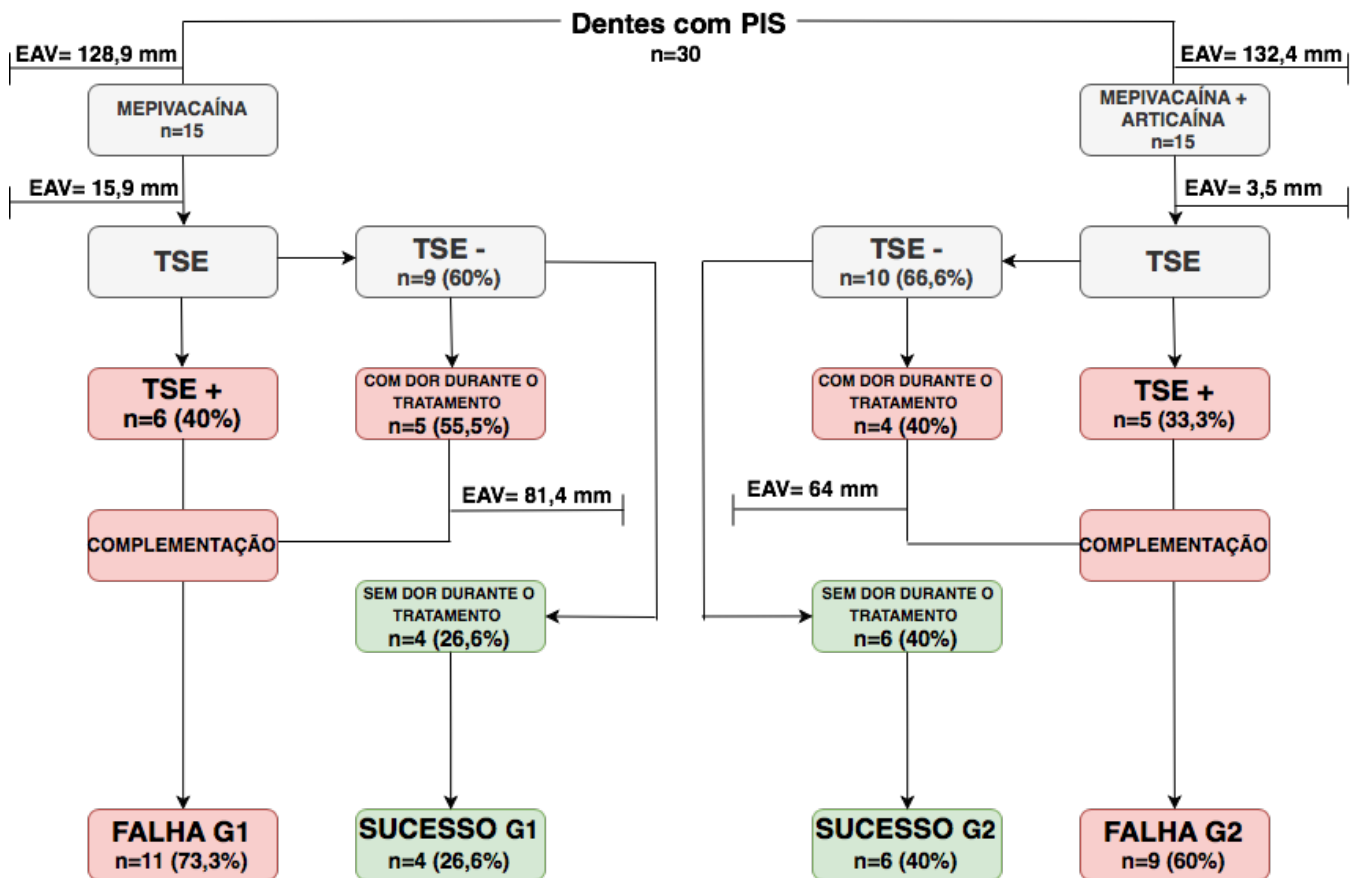 Dentes com PIS
n=30
EAV= 128,9 mm
EAV= 132,4 mm
MEPIVACAÍNA
n=15
MEPIVACAÍNA +
ARTICAÍNA
n=15
EAV= 15,9 mm
EAV= 3,5 mm
TSE
TSE -
n=9 (60%)
TSE -
n=10 (66,6%)
TSE
TSE +
n=6 (40%)
COM DOR DURANTE O
TRATAMENTO
n=5 (55,5%)
COM DOR DURANTE O
TRATAMENTO
n=4 (40%)
TSE +
n=5 (33,3%)
EAV= 81,4 mm
EAV= 64 mm
COMPLEMENTAÇÃO
COMPLEMENTAÇÃO
SEM DOR DURANTE O
TRATAMENTO
n=4 (26,6%)
SEM DOR DURANTE O
TRATAMENTO
n=6 (40%)
FALHA G1
n=11 (73,3%)
SUCESSO G1
n=4 (26,6%)
SUCESSO G2
n=6 (40%)
FALHA G2
n=9 (60%)